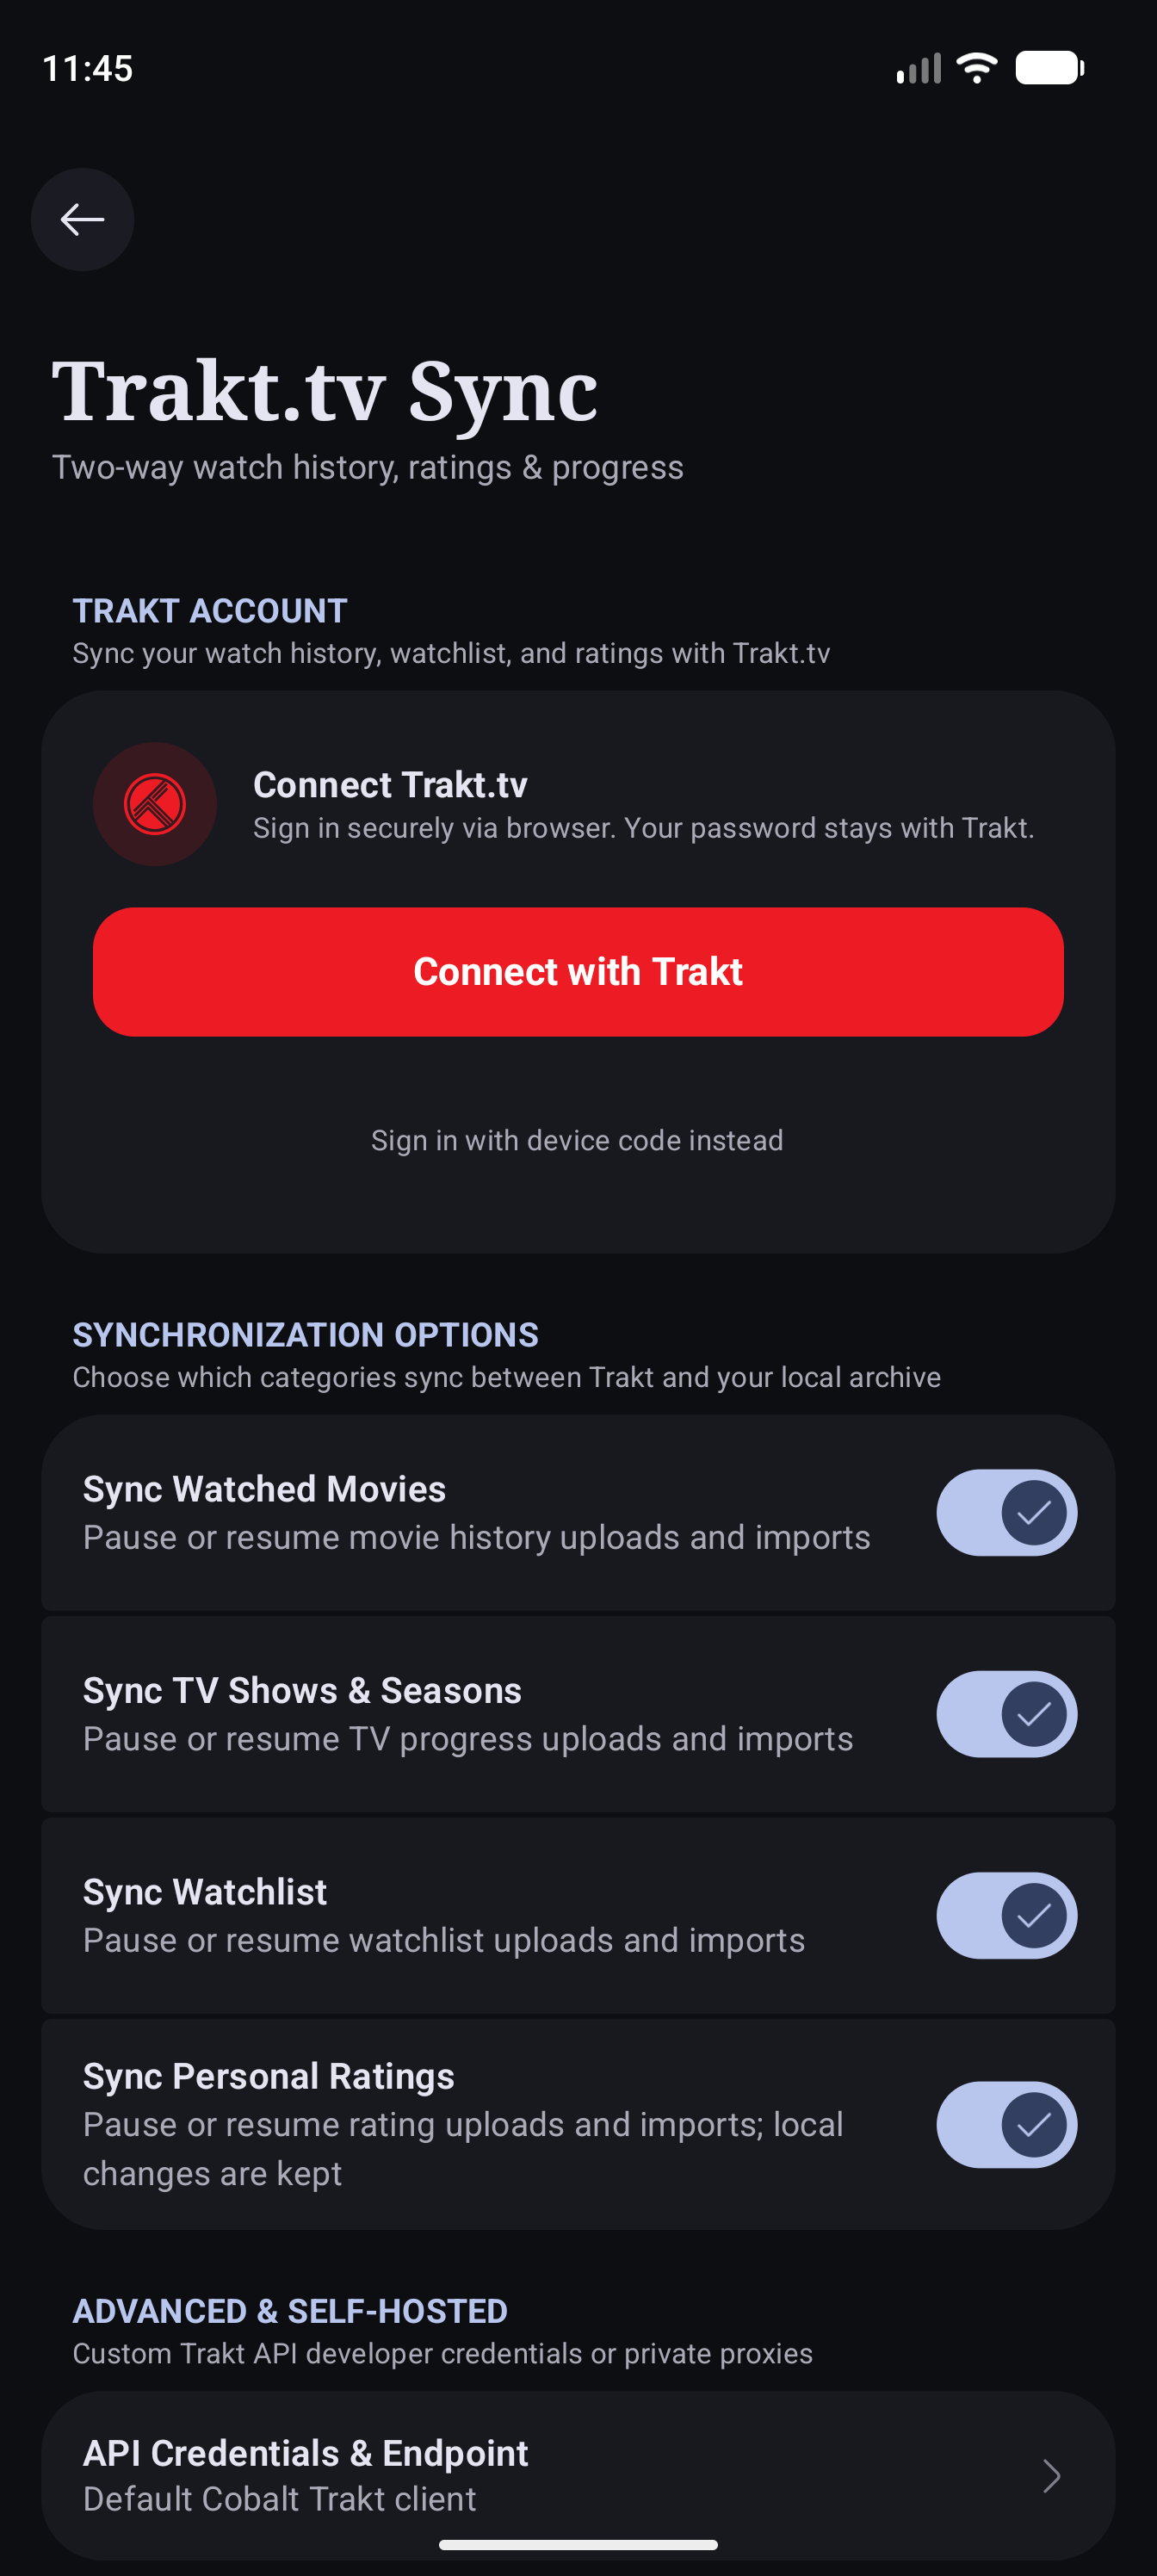 11:45
Trakt.tv Sync
Two-way watch history, ratings & progress
TRAKT ACCOUNT
Sync your watch history, watchlist, and ratings with Trakt.tv
Connect Trakt.tv
Sign in securely via browser. Your password stays with Trakt.
Connect with Trakt
Sign in with device code instead
SYNCHRONIZATION OPTIONS
Choose which categories sync between Trakt and your local archive
Sync Watched Movies
Pause or resume movie history uploads and imports
Sync TV Shows & Seasons
Pause or resume TV progress uploads and imports
Sync Watchlist
Pause or resume watchlist uploads and imports
Sync Personal Ratings
Pause or resume rating uploads and imports; local
changes are kept
ADVANCED & SELF-HOSTED
Custom Trakt API developer credentials or private proxies
API Credentials & Endpoint
Default Cobalt Trakt client